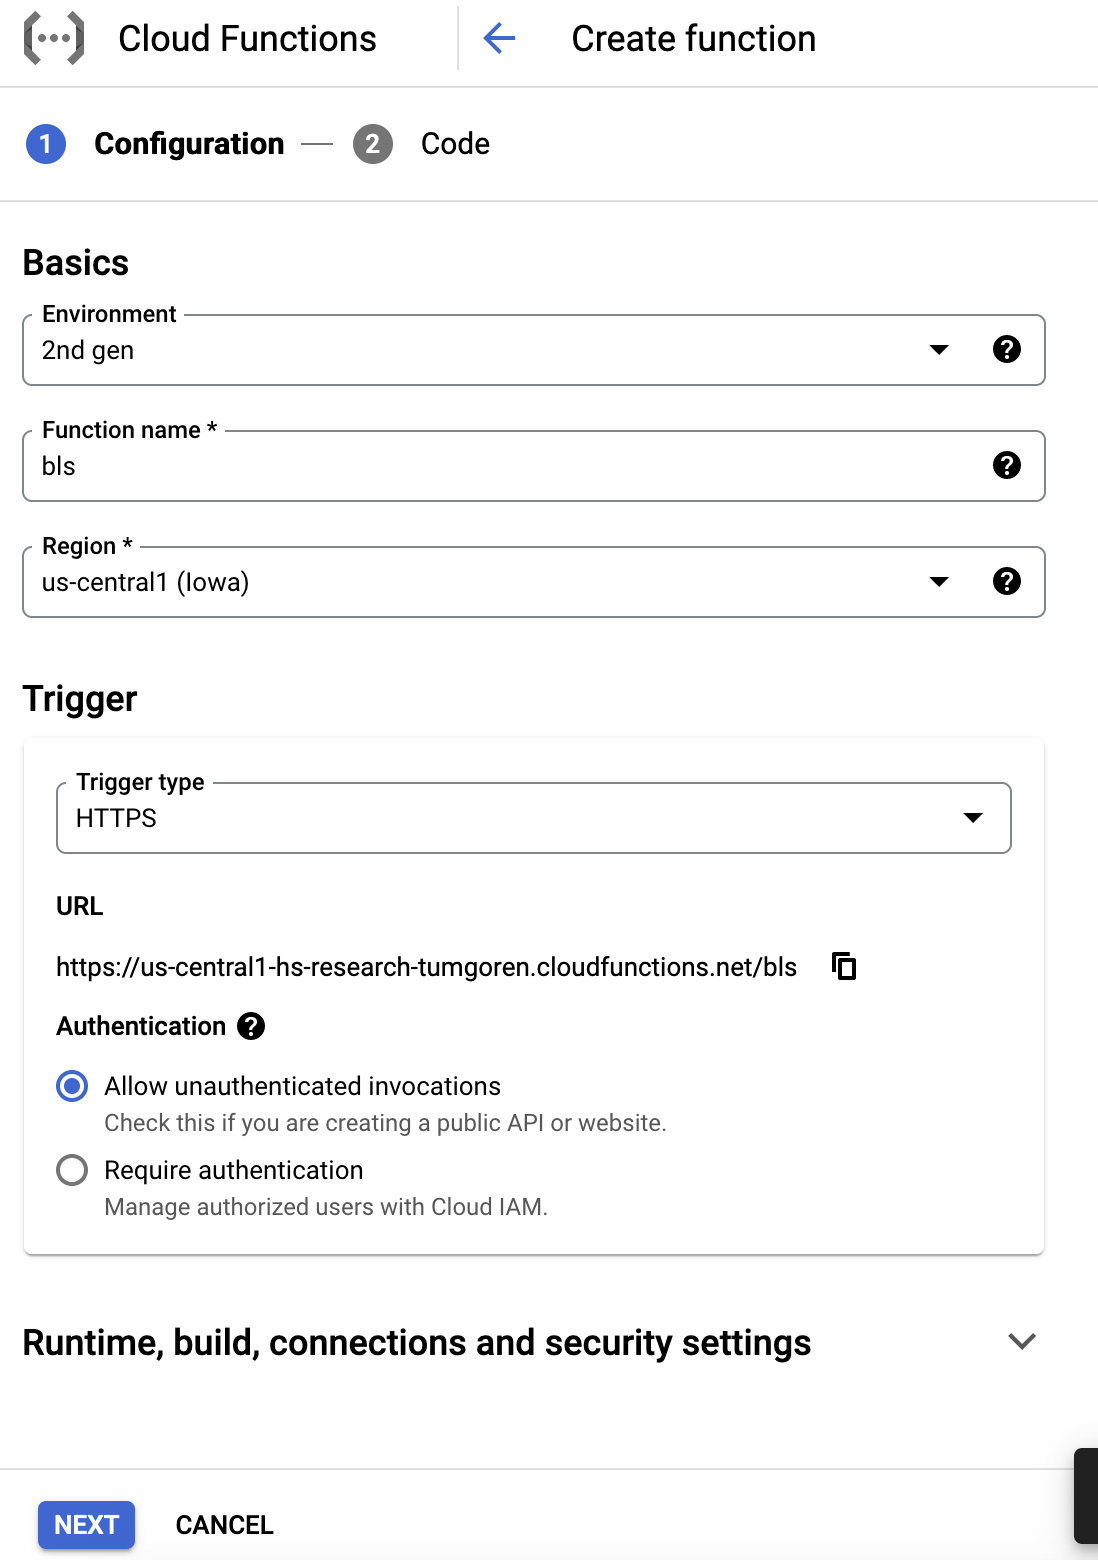 Cloud Functions
Create function
1 Configuration — 2 Code
Basics
Environment
2nd gen
Function name *
bls
Region *
us-central1 (Iowa)
Trigger
Trigger type
HTTPS
URL
https://us-central1-hs-research-tumgoren.cloudfunctions.net/bls
Authentication
Allow unauthenticated invocations
Check this if you are creating a public API or website.
Require authentication
Manage authorized users with Cloud IAM.
Runtime, build, connections and security settings
NEXT
CANCEL